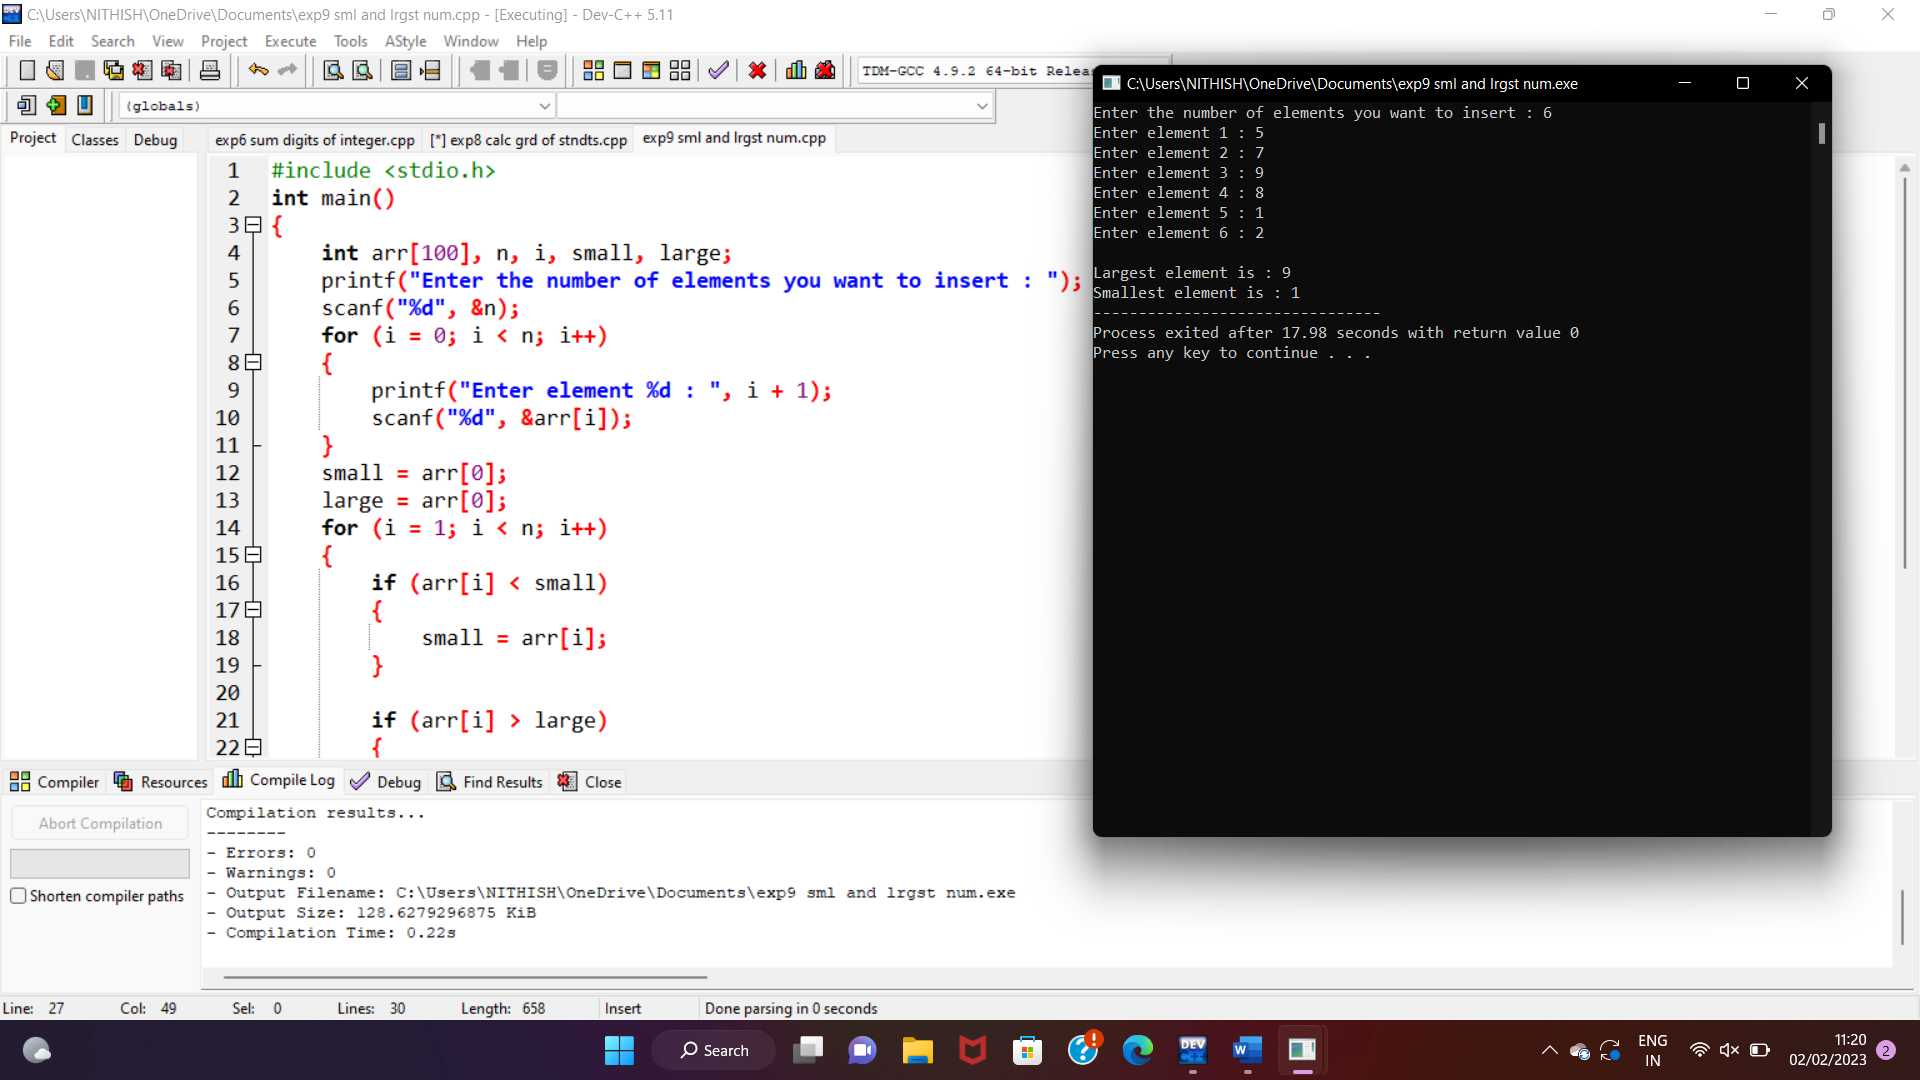 C:\Users\NITHISH\OneDrive\Documents\exp9 sml and lrgst num.cpp - [Executing] - Dev-C++ 5.11
File Edit Search View Project Execute Tools AStyle Window Help
TDM-GCC 4.9.2 64-bit Relea
(globals)
Project Classes Debug
exp6 sum digits of integer.cpp [*] exp8 calc grd of stndts.cpp exp9 sml and lrgst num.cpp
1 #include <stdio.h>
2 int main()
3 {
4 int arr[100], n, i, small, large;
5 printf("Enter the number of elements you want to insert : ");
6 scanf("%d", &n);
7 for (i = 0; i < n; i++)
8 {
9 printf("Enter element %d : ", i + 1);
10 scanf("%d", &arr[i]);
11 }
12 small = arr[0];
13 large = arr[0];
14 for (i = 1; i < n; i++)
15 {
16 if (arr[i] < small)
17 {
18 small = arr[i];
19 }
20
21 if (arr[i] > large)
22 {
C:\Users\NITHISH\OneDrive\Documents\exp9 sml and lrgst num.exe
Enter the number of elements you want to insert : 6
Enter element 1 : 5
Enter element 2 : 7
Enter element 3 : 9
Enter element 4 : 8
Enter element 5 : 1
Enter element 6 : 2
Largest element is : 9
Smallest element is : 1
--------------------------------
Process exited after 17.98 seconds with return value 0
Press any key to continue . . .
Compiler Resources Compile Log Debug Find Results Close
Abort Compilation
Shorten compiler paths
Compilation results...
--------
- Errors: 0
- Warnings: 0
- Output Filename: C:\Users\NITHISH\OneDrive\Documents\exp9 sml and lrgst num.exe
- Output Size: 128.6279296875 KiB
- Compilation Time: 0.22s
Line: 27 Col: 49 Sel: 0 Lines: 30 Length: 658 Insert Done parsing in 0 seconds
Search
DEV
C++
W
ENG
IN
11:20
02/02/2023
2